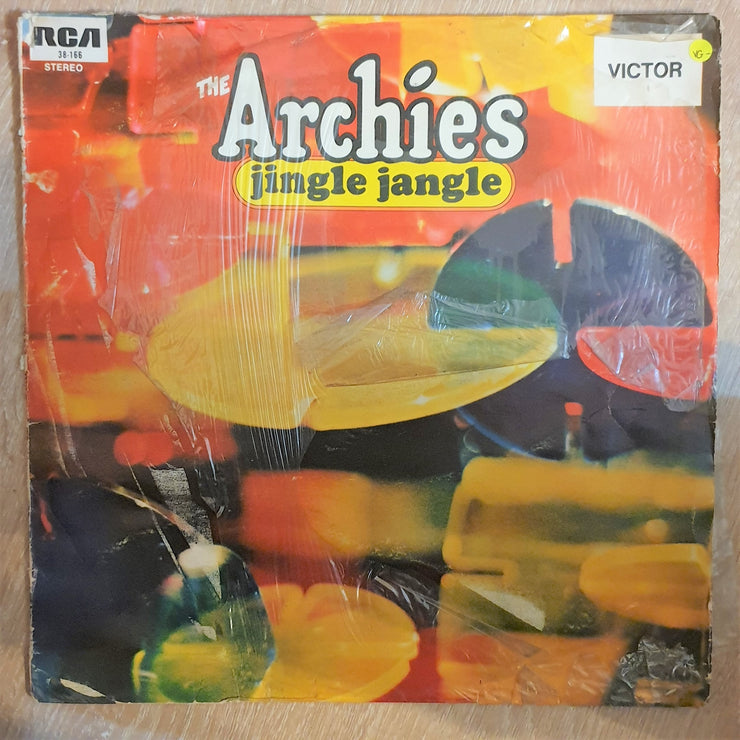 RCA
38-166
STEREO
THE
Archies
jingle jangle
VICTOR
VG-